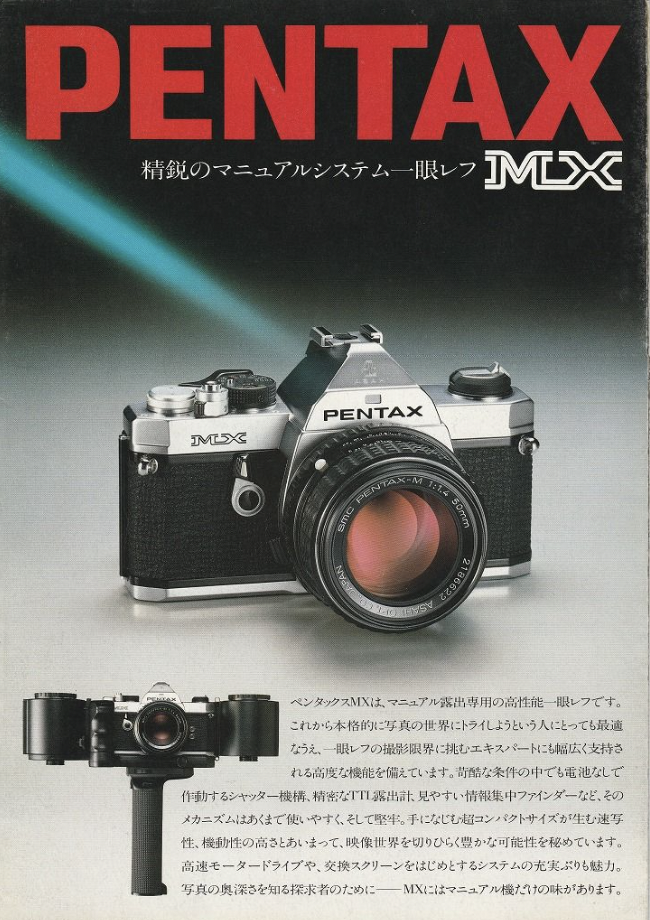 PENTAX
精鋭のマニュアルシステム一眼レフ MX
PENTAX
MX
smc PENTAX-M 1:1.4 50mm
2186622 ASAHI OPT. CO., JAPAN
PENTAX
ペンタックスMXは、マニュアル露出専用の高性能一眼レフです。
これから本格的に写真の世界にトライしようという人にとっても最適
なうえ、一眼レフの撮影限界に挑むエキスパートにも幅広く支持さ
れる高度な機能を備えています。苛酷な条件の中でも電池なしで
作動するシャッター機構、精密なTTL露出計、見やすい情報集中ファインダーなど、その
メカニズムはあくまで使いやすく、そして堅牢。手になじむ超コンパクトサイズが生む速写
性、機動性の高さとあいまって、映像世界を切りひらく豊かな可能性を秘めています。
高速モータードライブや、交換スクリーンをはじめとするシステムの充実ぶりも魅力。
写真の奥深さを知る探求者のために——MXにはマニュアル機だけの味があります。